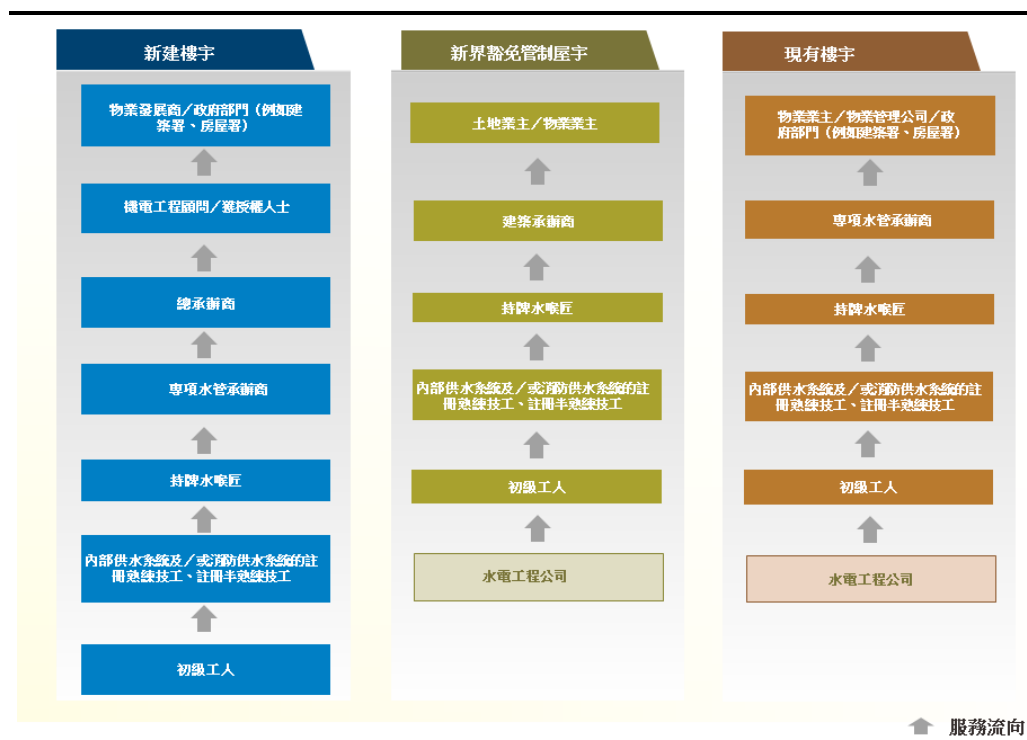 新建樓宇
物業發展商／政府部門（例如建
築署、房屋署）
機電工程顧問／獲授權人士
總承辦商
專項水管承辦商
持牌水喉匠
內部供水系統及／或消防供水系統的註
冊熟練技工、註冊半熟練技工
初級工人
新界豁免管制屋宇
土地業主／物業業主
建築承辦商
持牌水喉匠
內部供水系統及／或消防供水系統的註
冊熟練技工、註冊半熟練技工
初級工人
水電工程公司
現有樓宇
物業業主／物業管理公司／政
府部門（例如建築署、房屋署）
專項水管承辦商
持牌水喉匠
內部供水系統及／或消防供水系統的註
冊熟練技工、註冊半熟練技工
初級工人
水電工程公司
服務流向